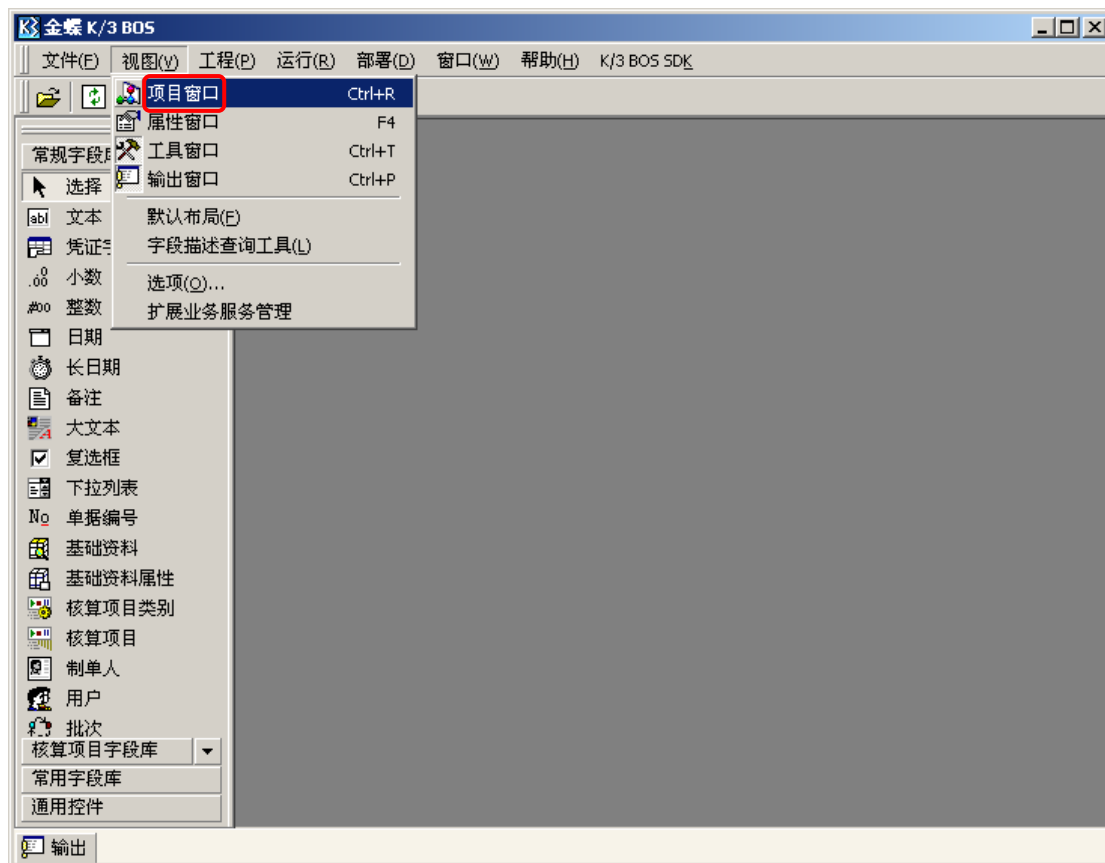 金蝶 K/3 BOS
文件(F) 视图(V) 工程(P) 运行(R) 部署(D) 窗口(W) 帮助(H) K/3 BOS SDK
项目窗口 Ctrl+R
属性窗口 F4
工具窗口 Ctrl+T
输出窗口 Ctrl+P
默认布局(F)
字段描述查询工具(L)
选项(O)...
扩展业务服务管理
常规字段
选择
abl 文本
凭证
.00 小数
#00 整数
日期
长日期
备注
大文本
复选框
下拉列表
No 单据编号
基础资料
基础资料属性
核算项目类别
核算项目
制单人
用户
批次
核算项目字段库
常用字段库
通用控件
输出